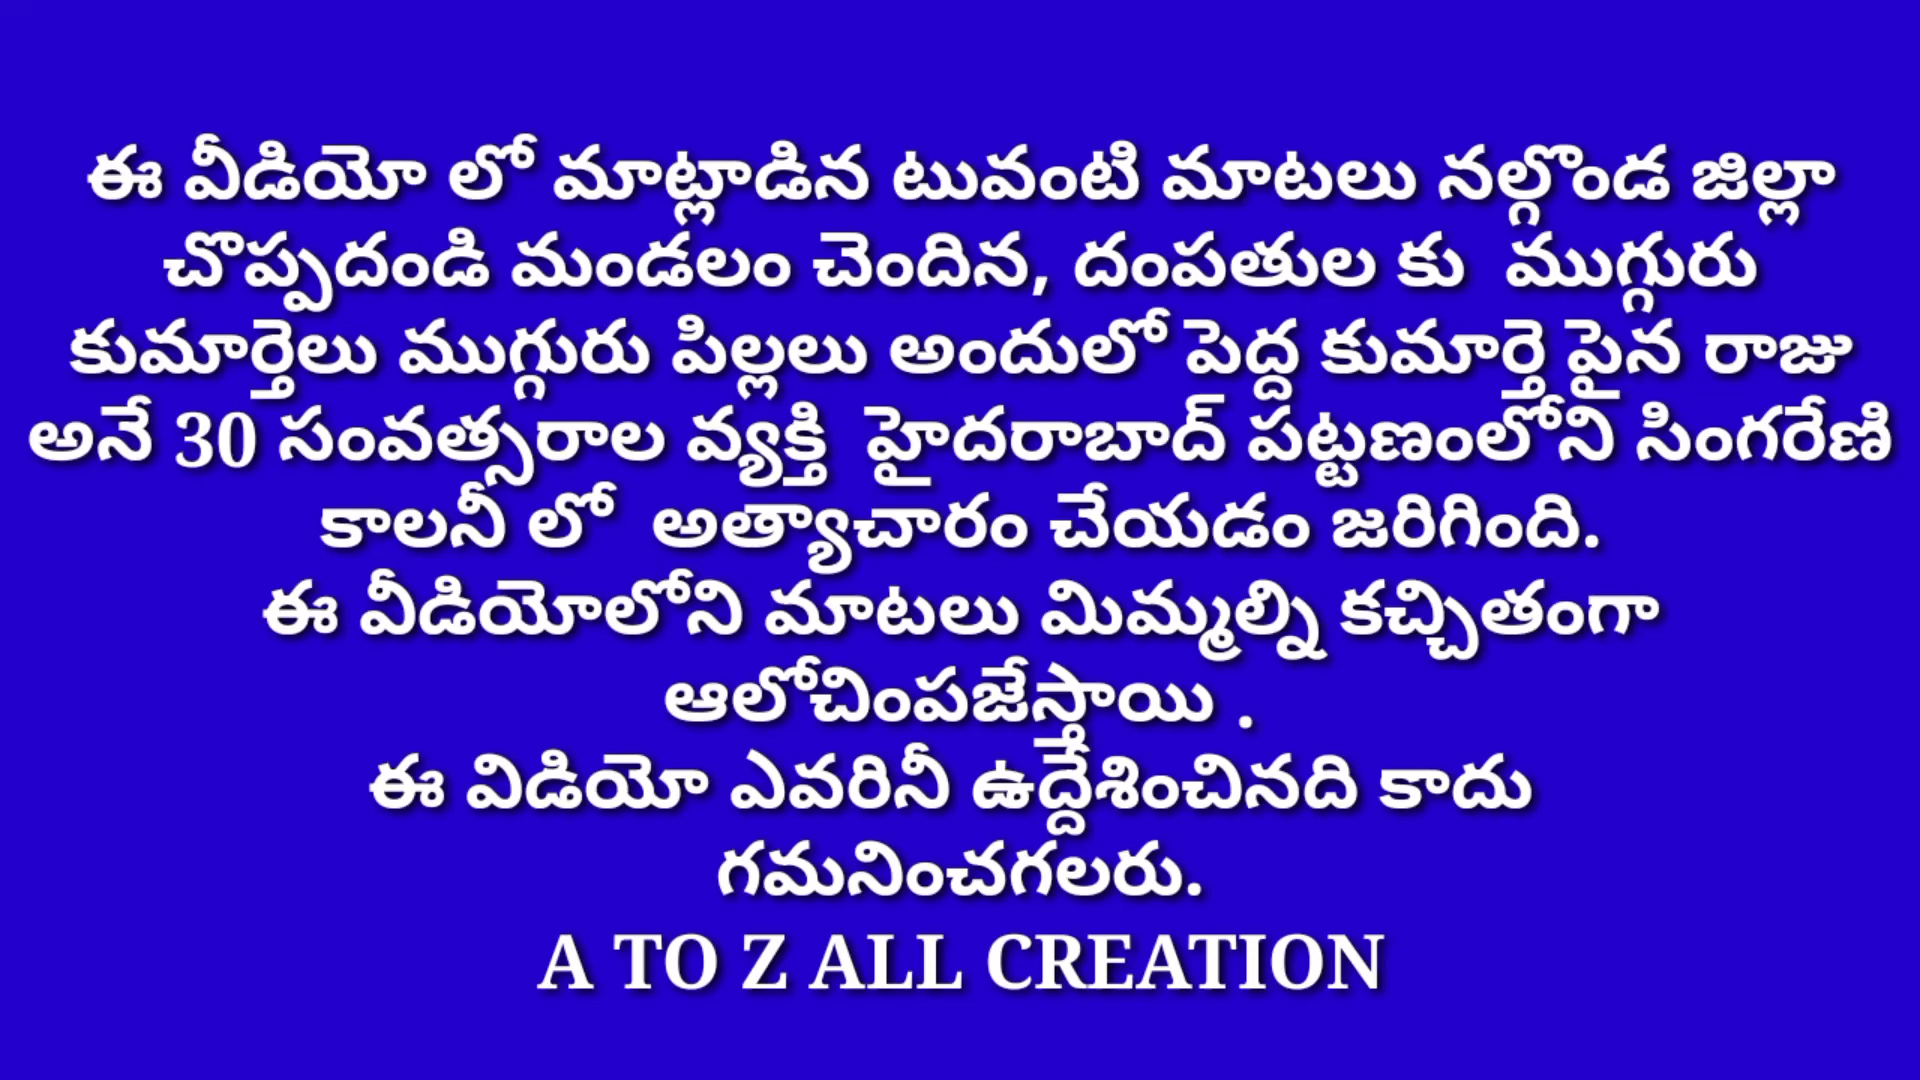 ఈ వీడియో లో మాట్లాడిన టువంటి మాటలు నల్గొండ జిల్లా
చొప్పదండి మండలం చెందిన, దంపతుల కు  ముగ్గురు
కుమార్తెలు ముగ్గురు పిల్లలు అందులో పెద్ద కుమార్తె పైన రాజు
అనే 30 సంవత్సరాల వ్యక్తి  హైదరాబాద్ పట్టణంలోని సింగరేణి
కాలనీ లో  అత్యాచారం చేయడం జరిగింది.
ఈ వీడియోలోని మాటలు మిమ్మల్ని కచ్చితంగా
ఆలోచింపజేస్తాయి .
ఈ విడియో ఎవరినీ ఉద్దేశించినది కాదు
గమనించగలరు.
A TO Z ALL CREATION